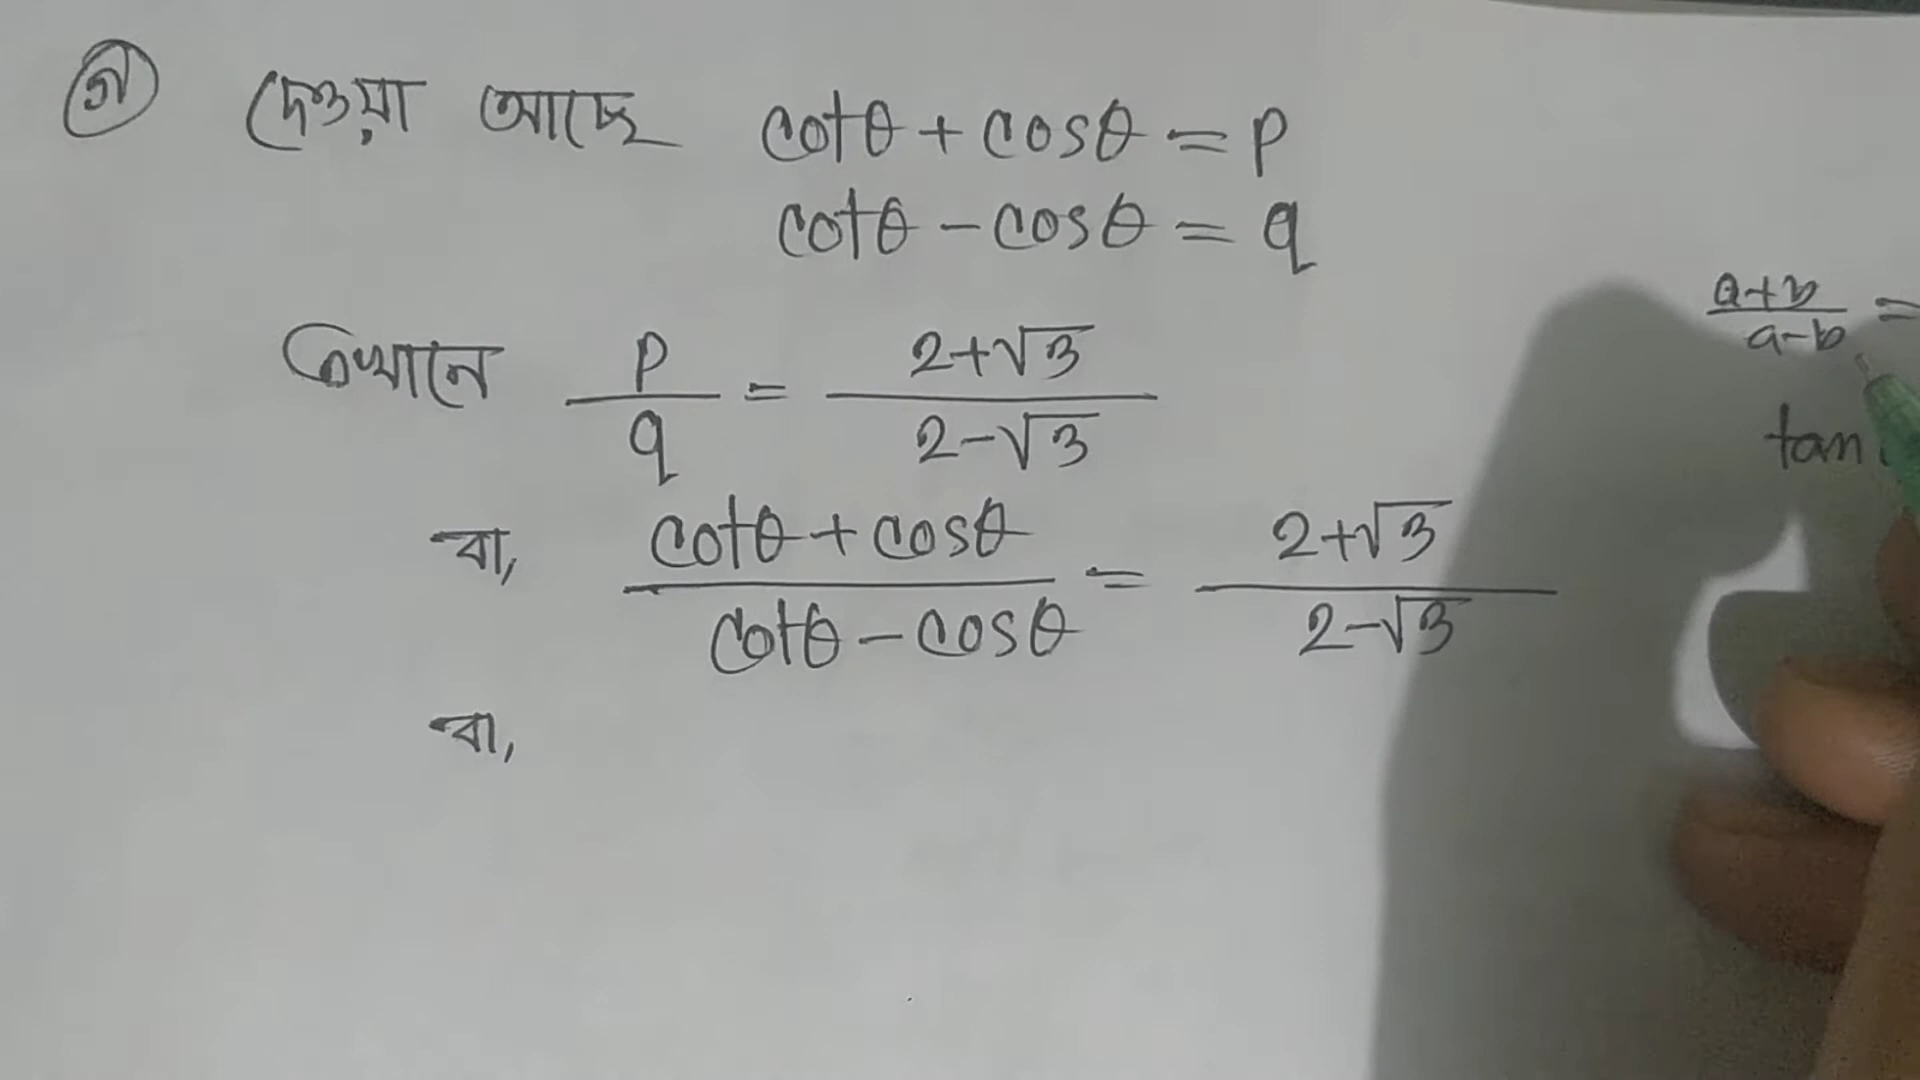 গ দেওয়া আছে cotθ + cosθ = p
cotθ - cosθ = q
এখানে p/q = (2+√3)/(2-√3)
বা, (cotθ + cosθ)/(cotθ - cosθ) = (2+√3)/(2-√3)
বা,
(a+b)/(a-b) =
tan